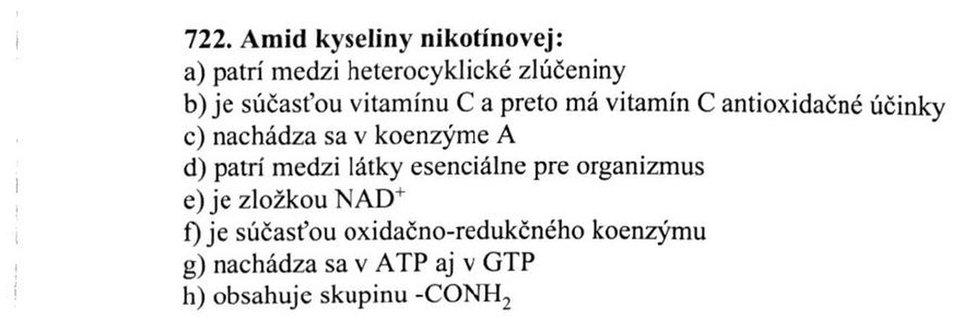 722. Amid kyseliny nikotínovej:
a) patrí medzi heterocyklické zlúčeniny
b) je súčasťou vitamínu C a preto má vitamín C antioxidačné účinky
c) nachádza sa v koenzýme A
d) patrí medzi látky esenciálne pre organizmus
e) je zložkou NAD⁺
f) je súčasťou oxidačno-redukčného koenzýmu
g) nachádza sa v ATP aj v GTP
h) obsahuje skupinu -CONH₂